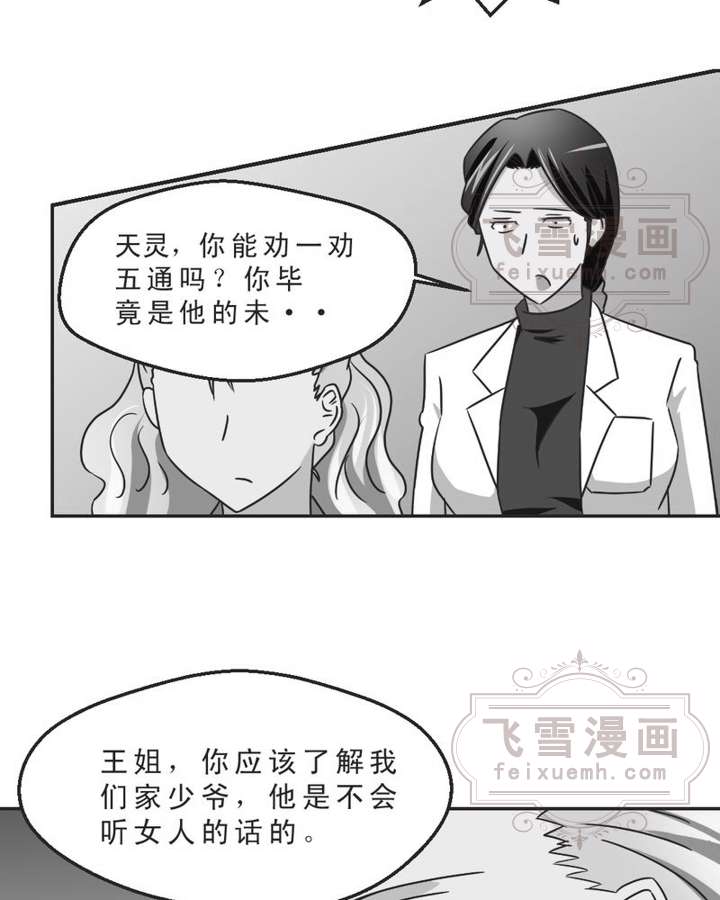 天灵，你能劝一劝
五通吗？你毕
竟是他的未··
飞雪漫画
feixuemh.com
王姐，你应该了解我
们家少爷，他是不会
听女人的话的。
飞雪漫画
feixuemh.com